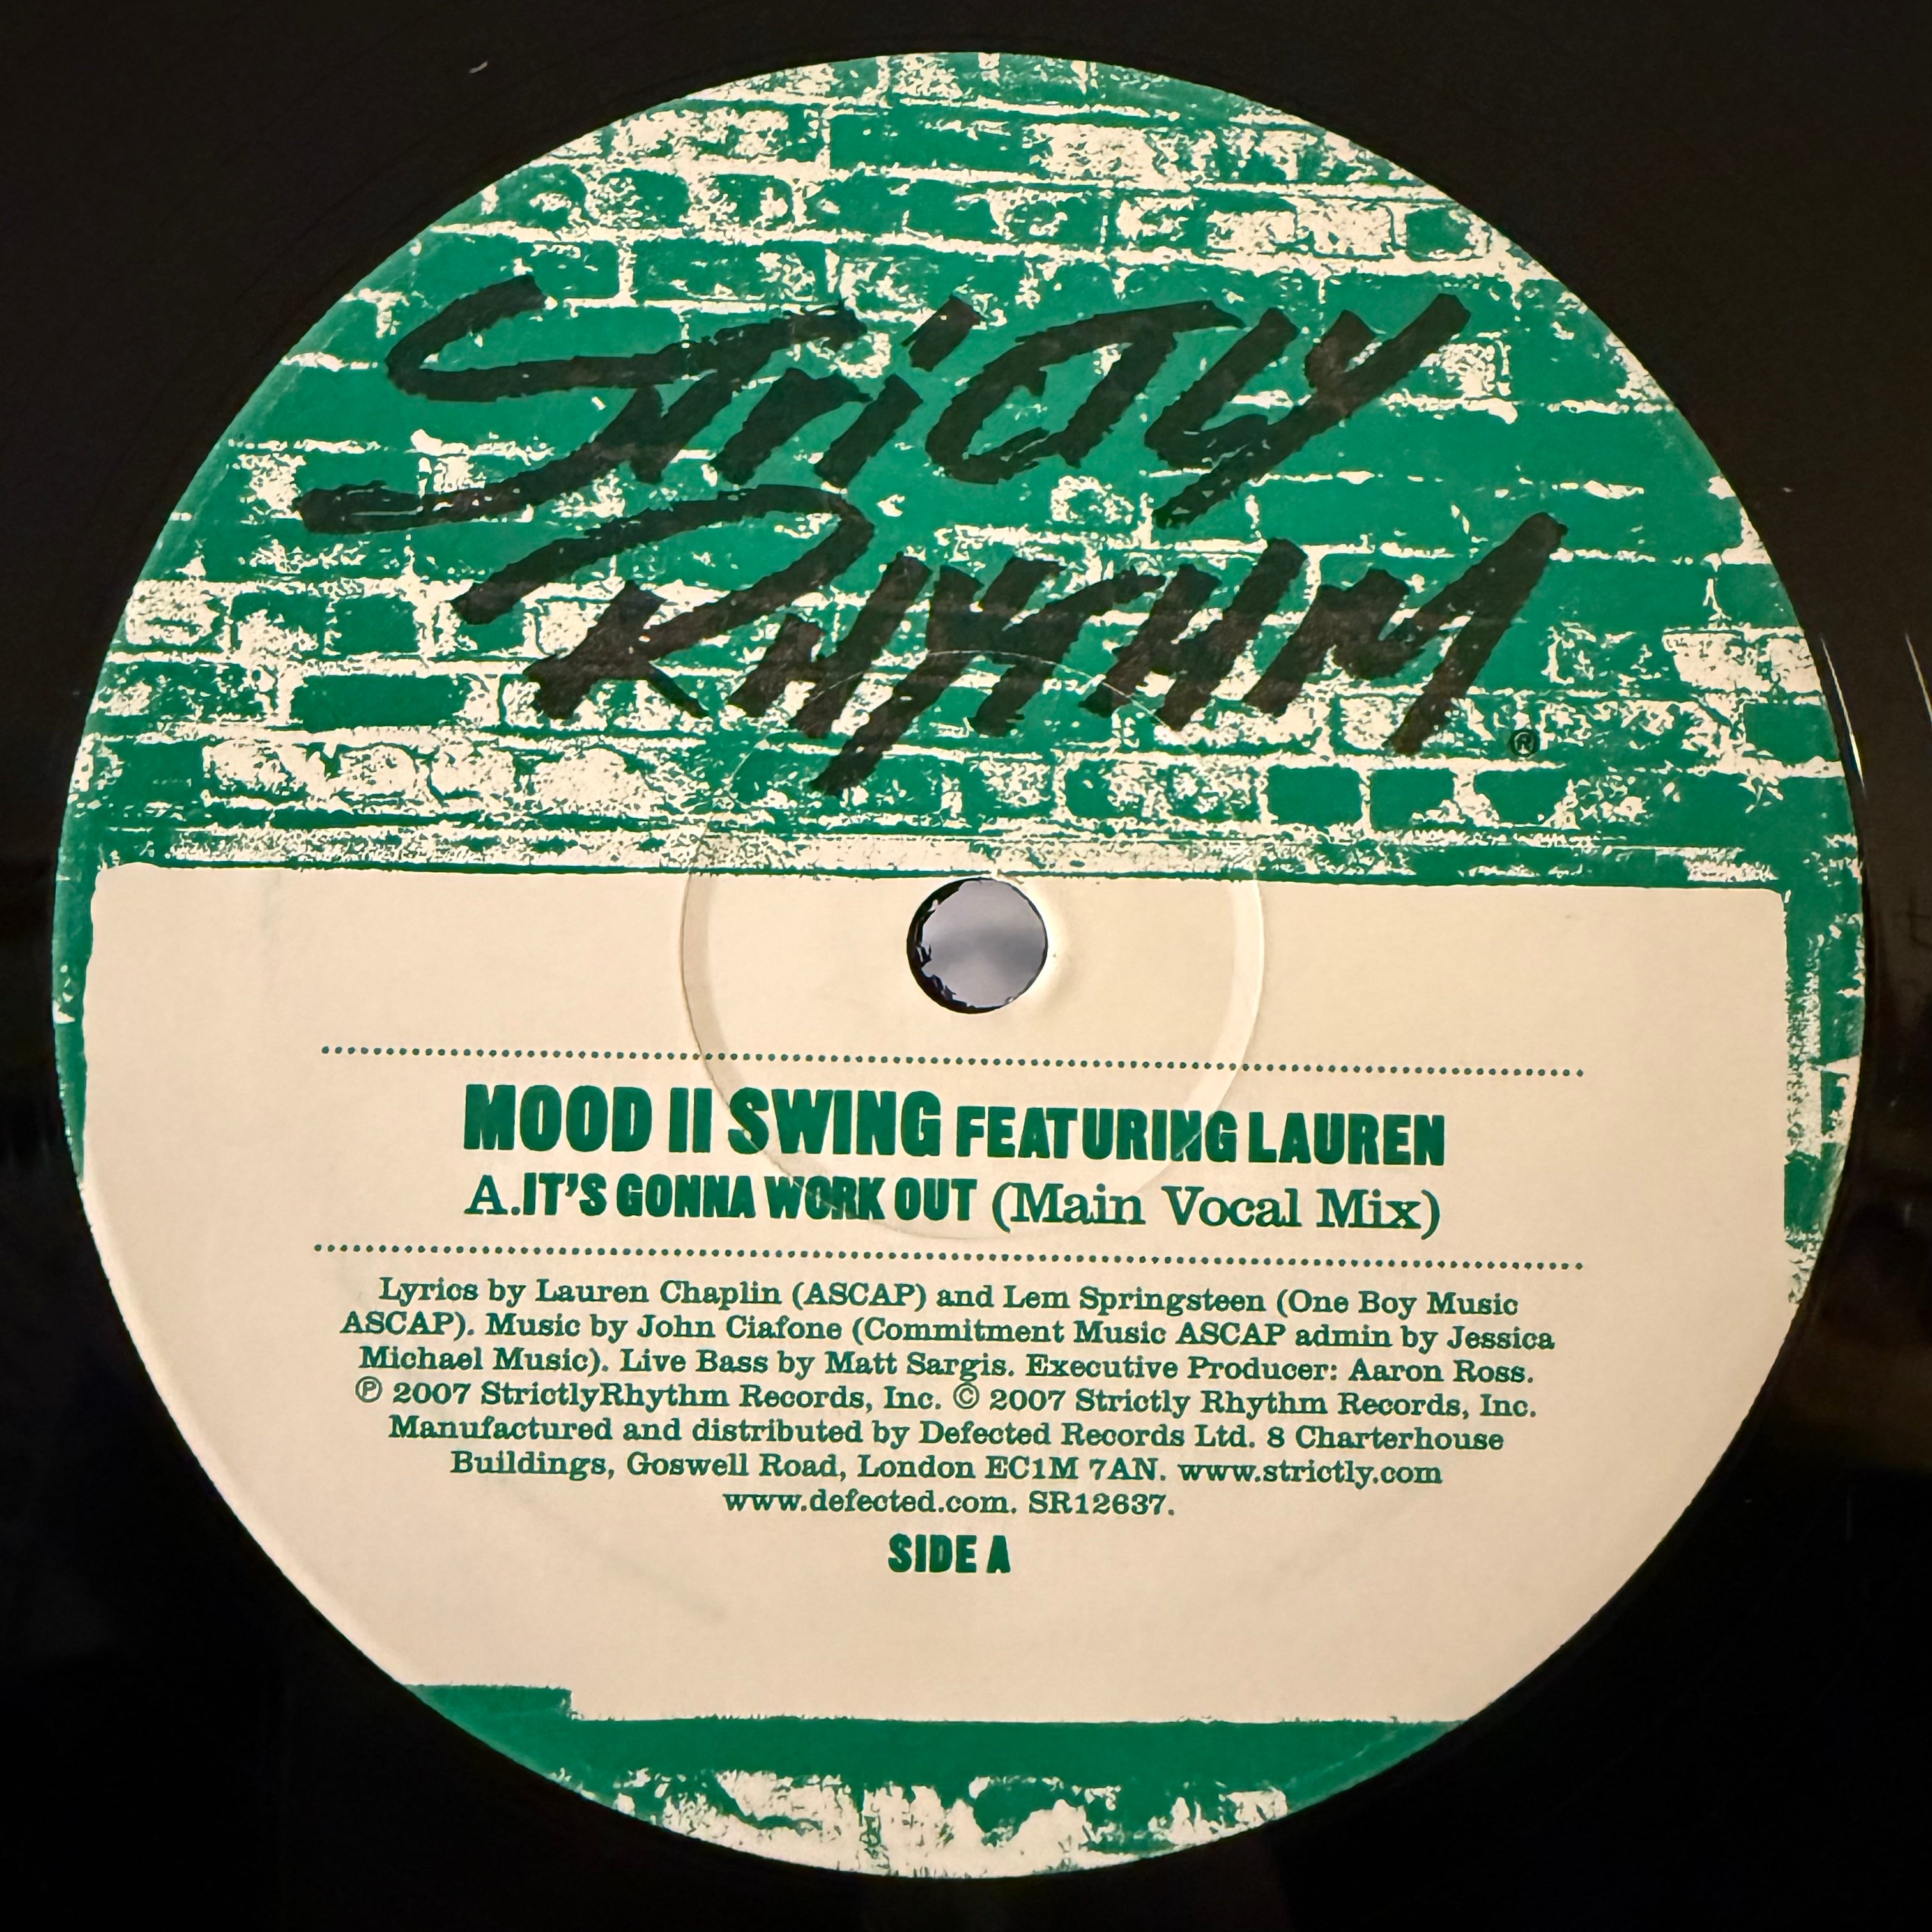 Strictly
Rhythm
®
MOOD II SWING FEATURING LAUREN
A.IT'S GONNA WORK OUT (Main Vocal Mix)
Lyrics by Lauren Chaplin (ASCAP) and Lem Springsteen (One Boy Music
ASCAP). Music by John Ciafone (Commitment Music ASCAP admin by Jessica
Michael Music). Live Bass by Matt Sargis. Executive Producer: Aaron Ross.
℗ 2007 StrictlyRhythm Records, Inc. © 2007 Strictly Rhythm Records, Inc.
Manufactured and distributed by Defected Records Ltd. 8 Charterhouse
Buildings, Goswell Road, London EC1M 7AN. www.strictly.com
www.defected.com. SR12637.
SIDE A